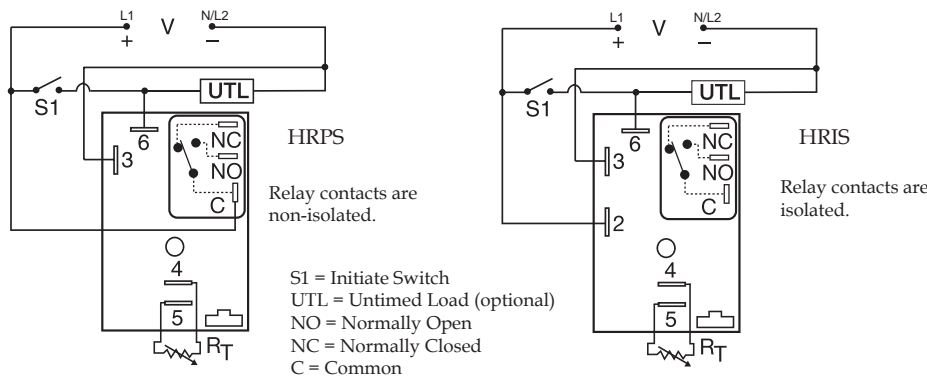 L1 V N/L2
+ −
S1 UTL
6
NC
3 NO
C
4
5
RT
HRPS
Relay contacts are
non-isolated.
S1 = Initiate Switch
UTL = Untimed Load (optional)
NO = Normally Open
NC = Normally Closed
C = Common
L1 V N/L2
+ −
S1 UTL
6
NC
3 NO
C
2
4
5
RT
HRIS
Relay contacts are
isolated.